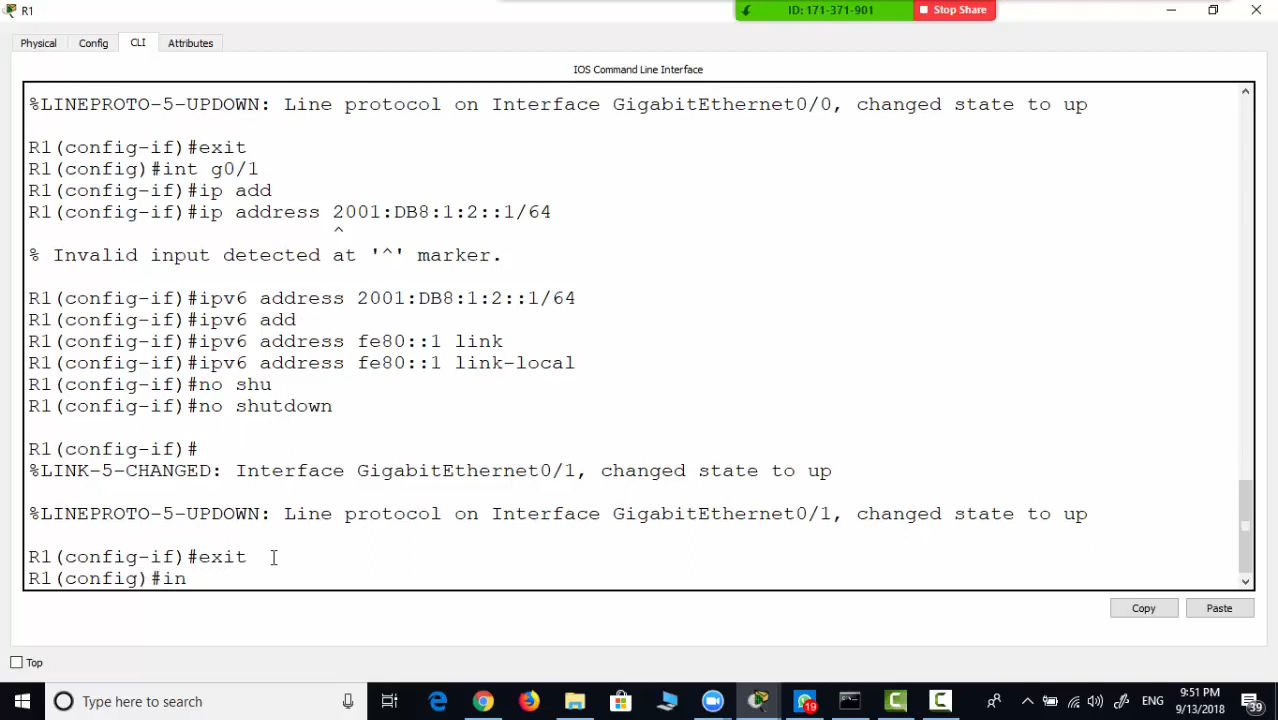 R1
ID: 171-371-901
Stop Share
Physical
Config
CLI
Attributes
IOS Command Line Interface
%LINEPROTO-5-UPDOWN: Line protocol on Interface GigabitEthernet0/0, changed state to up
R1(config-if)#exit
R1(config)#int g0/1
R1(config-if)#ip add
R1(config-if)#ip address 2001:DB8:1:2::1/64
^
% Invalid input detected at '^' marker.
R1(config-if)#ipv6 address 2001:DB8:1:2::1/64
R1(config-if)#ipv6 add
R1(config-if)#ipv6 address fe80::1 link
R1(config-if)#ipv6 address fe80::1 link-local
R1(config-if)#no shu
R1(config-if)#no shutdown
R1(config-if)#
%LINK-5-CHANGED: Interface GigabitEthernet0/1, changed state to up
%LINEPROTO-5-UPDOWN: Line protocol on Interface GigabitEthernet0/1, changed state to up
R1(config-if)#exit
R1(config)#in
Copy
Paste
Top
Type here to search
19
ENG
9:51 PM
9/13/2018
39